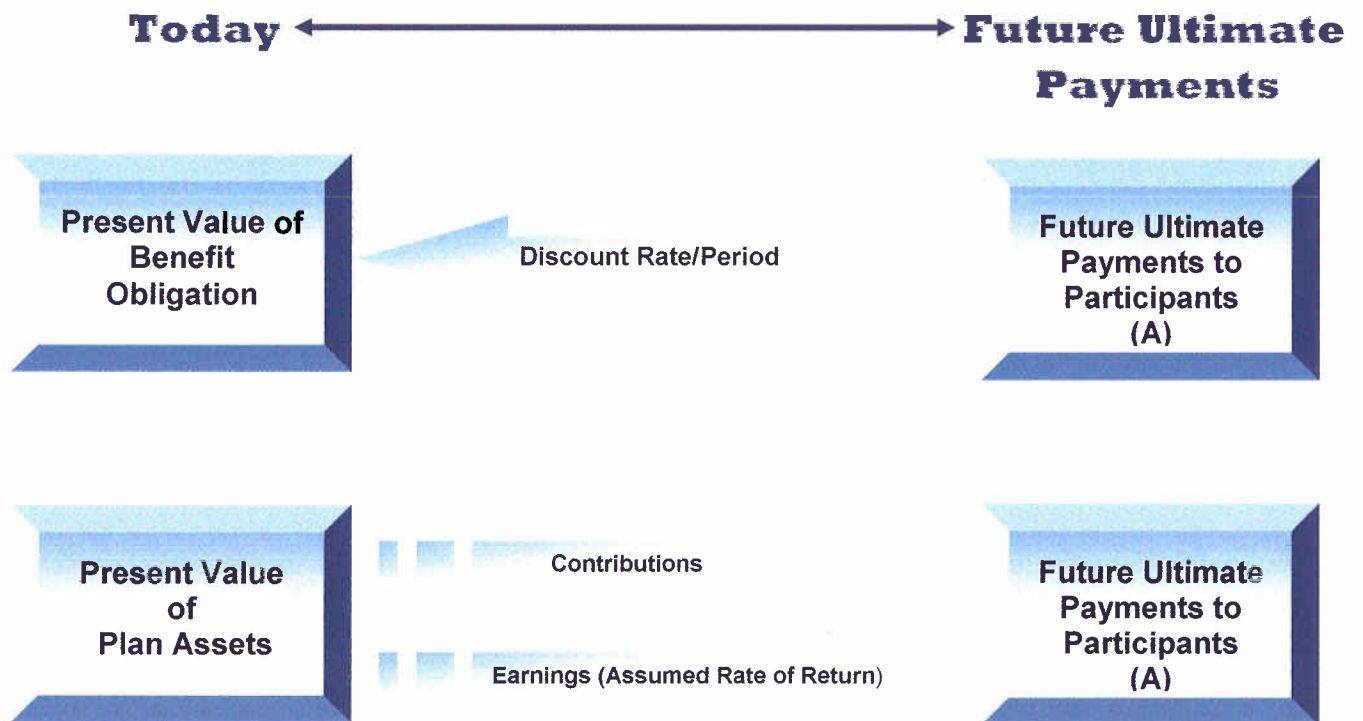 Today
Future Ultimate
Payments
Present Value of
Benefit
Obligation
Discount Rate/Period
Future Ultimate
Payments to
Participants
(A)
Present Value
of
Plan Assets
Contributions
Earnings (Assumed Rate of Return)
Future Ultimate
Payments to
Participants
(A)